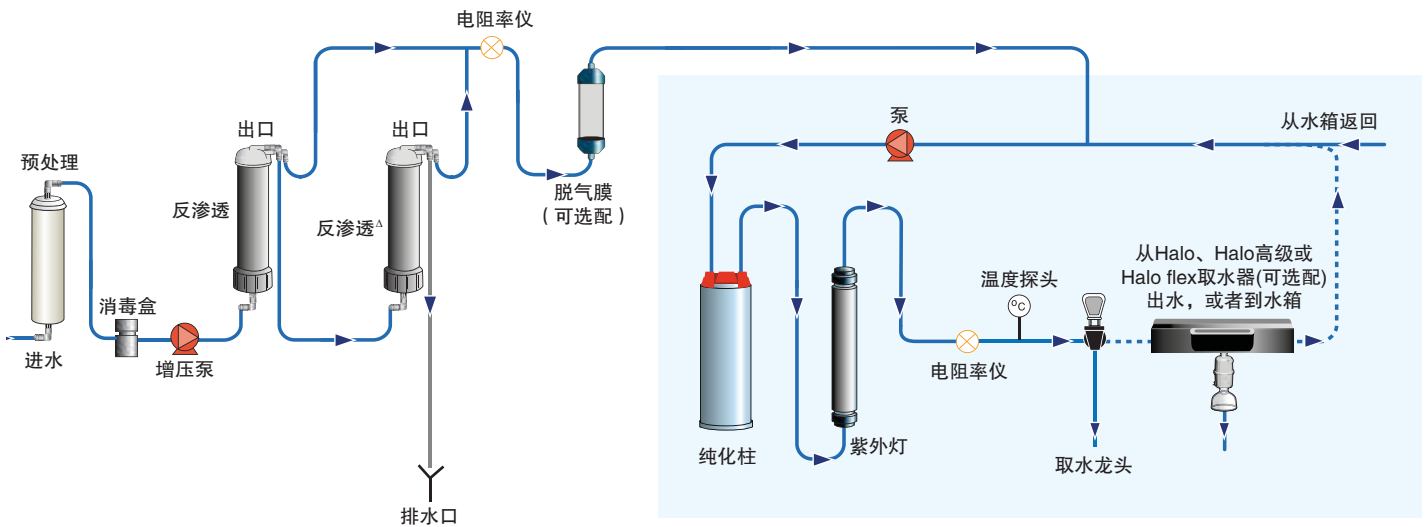 电阻率仪
出口
出口
泵
从水箱返回
预处理
反渗透
反渗透Δ
脱气膜
(可选配)
从Halo、Halo高级或
Halo flex取水器(可选配)
出水，或者到水箱
温度探头
°C
消毒盒
进水
增压泵
电阻率仪
纯化柱
紫外灯
取水龙头
排水口